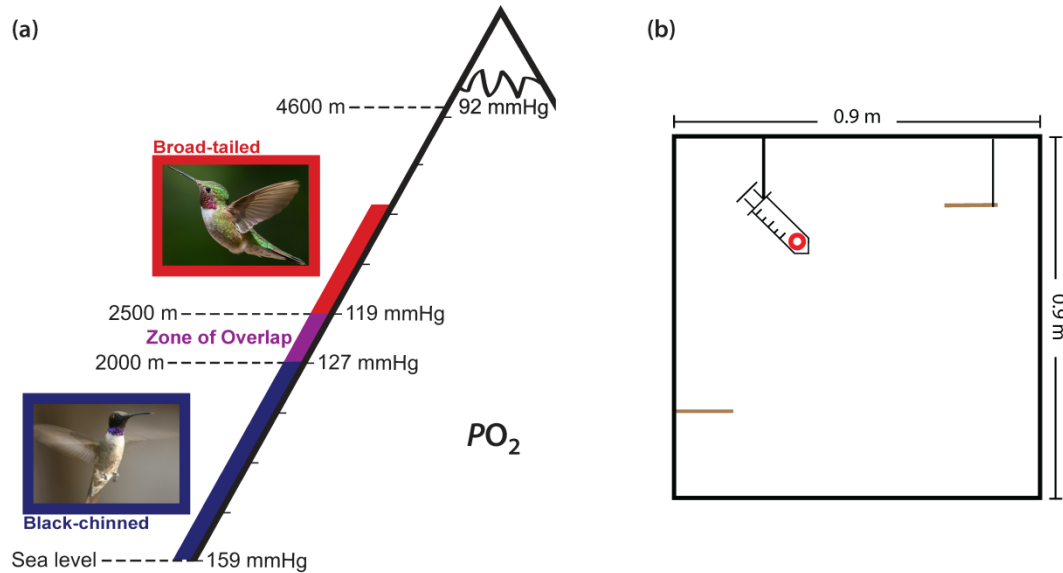 (a)
4600 m
92 mmHg
Broad-tailed
2500 m
119 mmHg
Zone of Overlap
2000 m
127 mmHg
PO₂
Black-chinned
Sea level
159 mmHg
(b)
0.9 m
0.9 m